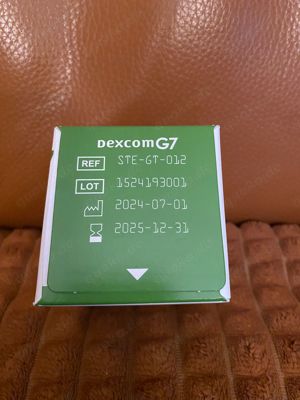 Dexcom G7
REF STE-GT-012
LOT 1524193001
2024-07-01
2025-12-31